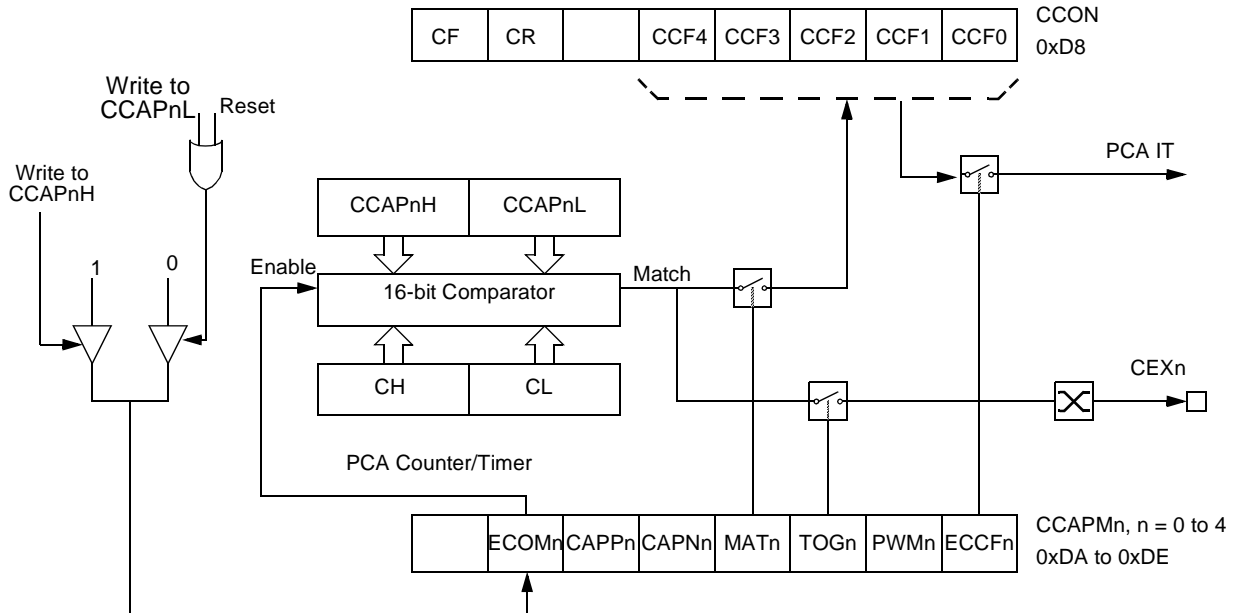 CF CR CCF4 CCF3 CCF2 CCF1 CCF0
CCON
0xD8
Write to
CCAPnL
Reset
PCA IT
Write to
CCAPnH
CCAPnH CCAPnL
1 0
Enable
16-bit Comparator
Match
CH CL
CEXn
PCA Counter/Timer
ECOMn CAPPn CAPNn MATn TOGn PWMn ECCFn
CCAPMn, n = 0 to 4
0xDA to 0xDE